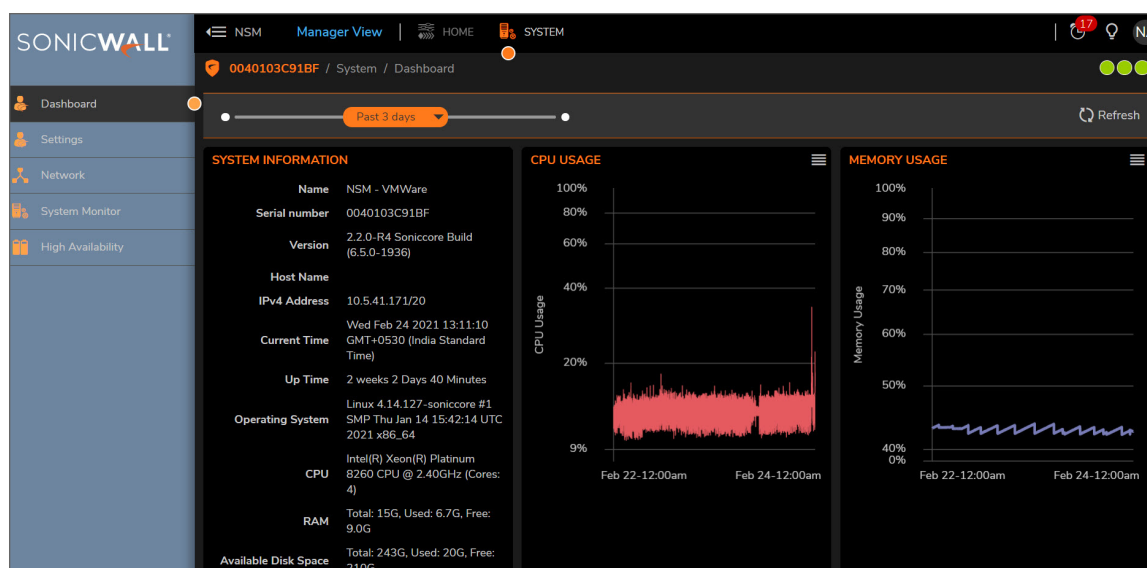 SONICWALL
NSM Manager View HOME SYSTEM 17
0040103C91BF / System / Dashboard
Dashboard
Settings
Network
System Monitor
High Availability
Past 3 days
Refresh
SYSTEM INFORMATION
Name NSM - VMWare
Serial number 0040103C91BF
Version 2.2.0-R4 Soniccore Build
(6.5.0-1936)
Host Name
IPv4 Address 10.5.41.171/20
Current Time Wed Feb 24 2021 13:11:10
GMT+0530 (India Standard
Time)
Up Time 2 weeks 2 Days 40 Minutes
Operating System Linux 4.14.127-soniccore #1
SMP Thu Jan 14 15:42:14 UTC
2021 x86_64
CPU Intel(R) Xeon(R) Platinum
8260 CPU @ 2.40GHz (Cores:
4)
RAM Total: 15G, Used: 6.7G, Free:
9.0G
Available Disk Space Total: 243G, Used: 20G, Free:
CPU USAGE
100%
80%
60%
40%
20%
9%
CPU Usage
Feb 22-12:00am Feb 24-12:00am
MEMORY USAGE
100%
90%
80%
70%
60%
50%
40%
0%
Memory Usage
Feb 22-12:00am Feb 24-12:00am